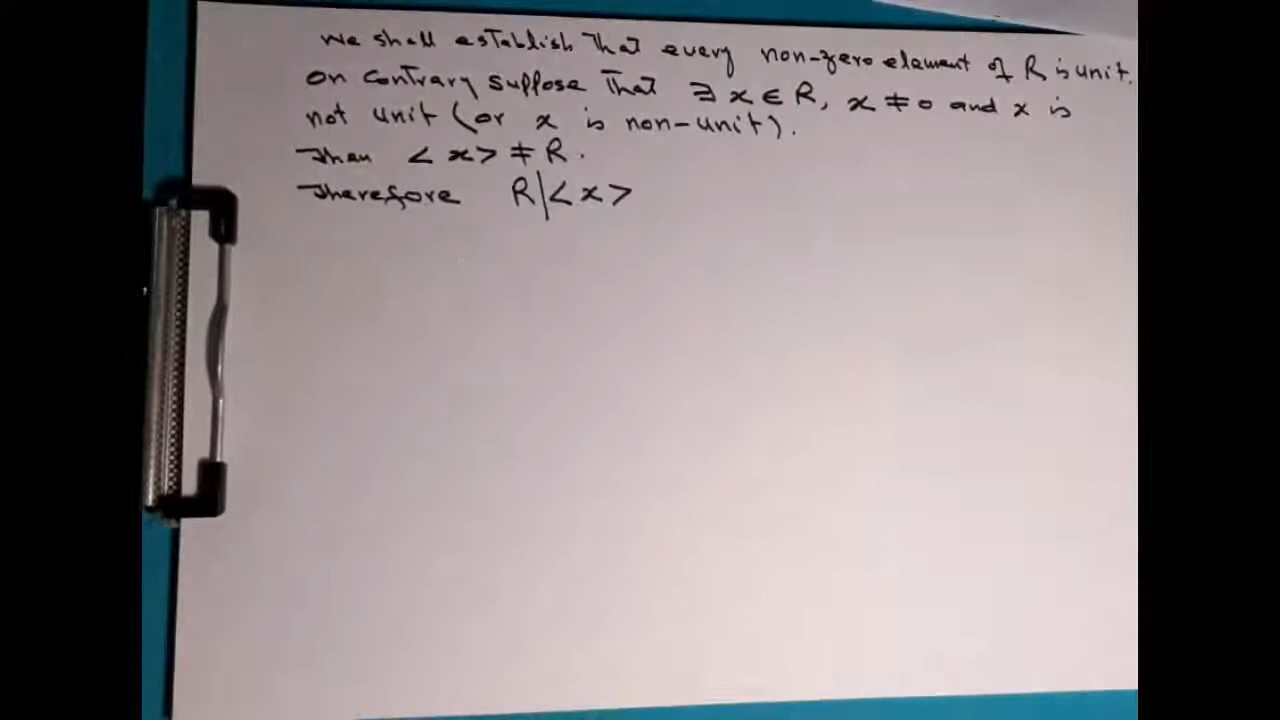 We shall establish that every non-zero element of R is unit.
On contrary suppose that ∃ x ∈ R, x ≠ 0 and x is
not unit (or x is non-unit).
Then < x > ≠ R.
Therefore R|< x >